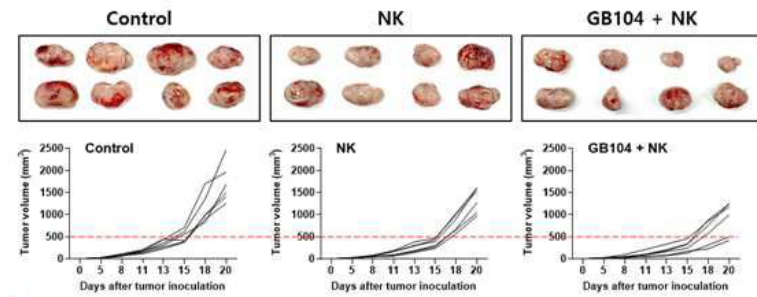 Control
NK
GB104 + NK
Control
Tumor volume (mm³)
2500
2000
1500
1000
500
0
0 5 8 11 13 15 18 20
Days after tumor inoculation
NK
Tumor volume (mm³)
2500
2000
1500
1000
500
0
0 5 8 11 13 15 18 20
Days after tumor inoculation
GB104 + NK
Tumor volume (mm³)
2500
2000
1500
1000
500
0
0 5 8 11 13 15 18 20
Days after tumor inoculation